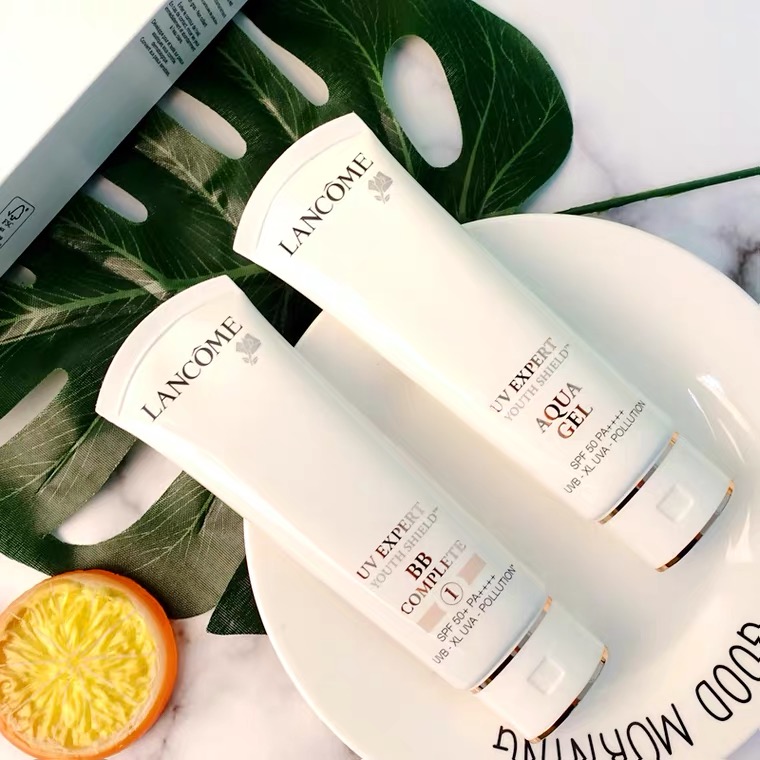 LANCÔME
UV EXPERT
YOUTH SHIELD™
AQUA
GEL
SPF 50 PA++++
UVB - XL UVA - POLLUTION
LANCÔME
UV EXPERT
YOUTH SHIELD™
BB
COMPLETE
1
SPF 50+ PA++++
UVB - XL UVA - POLLUTION*
GOOD MORNING